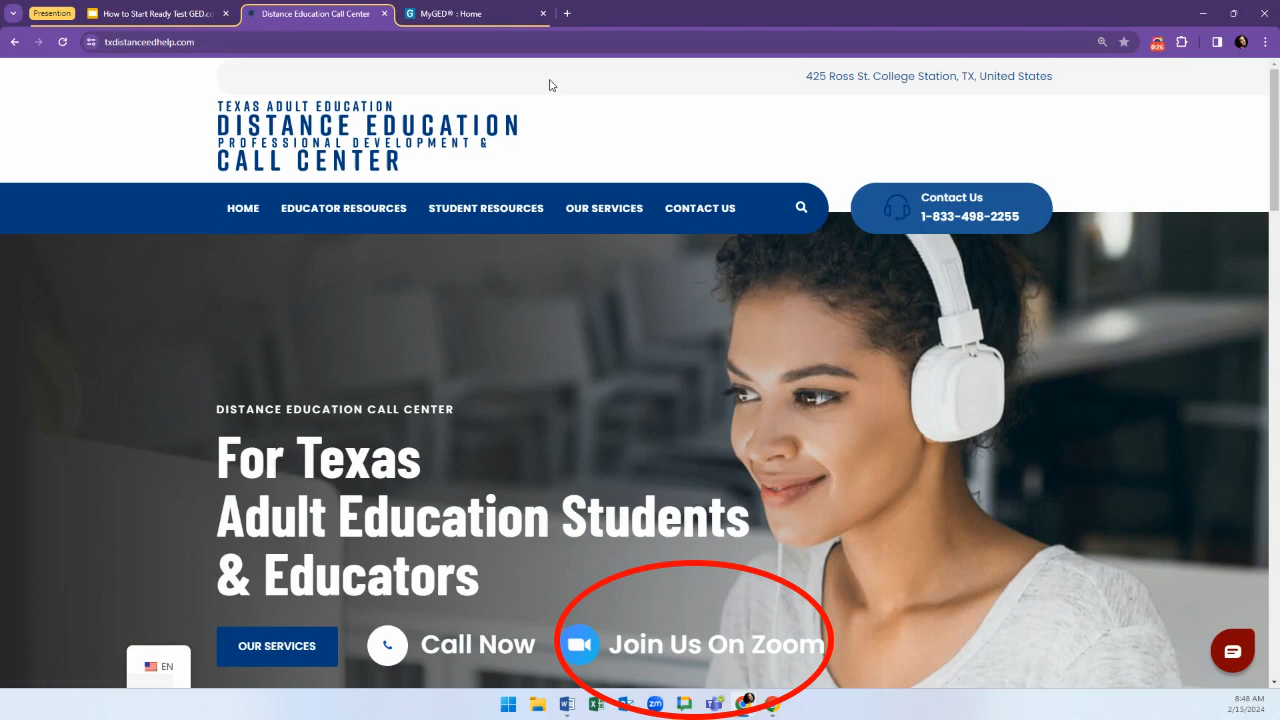 Presention
How to Start Ready Test GED.co
Distance Education Call Center
MyGED® : Home
txdistanceedhelp.com
0:26
425 Ross St. College Station, TX, United States
TEXAS ADULT EDUCATION
DISTANCE EDUCATION
PROFESSIONAL DEVELOPMENT &
CALL CENTER
HOME
EDUCATOR RESOURCES
STUDENT RESOURCES
OUR SERVICES
CONTACT US
Contact Us
1-833-498-2255
DISTANCE EDUCATION CALL CENTER
For Texas
Adult Education Students
& Educators
OUR SERVICES
Call Now
Join Us On Zoom
EN
zm
8:48 AM
2/15/2024